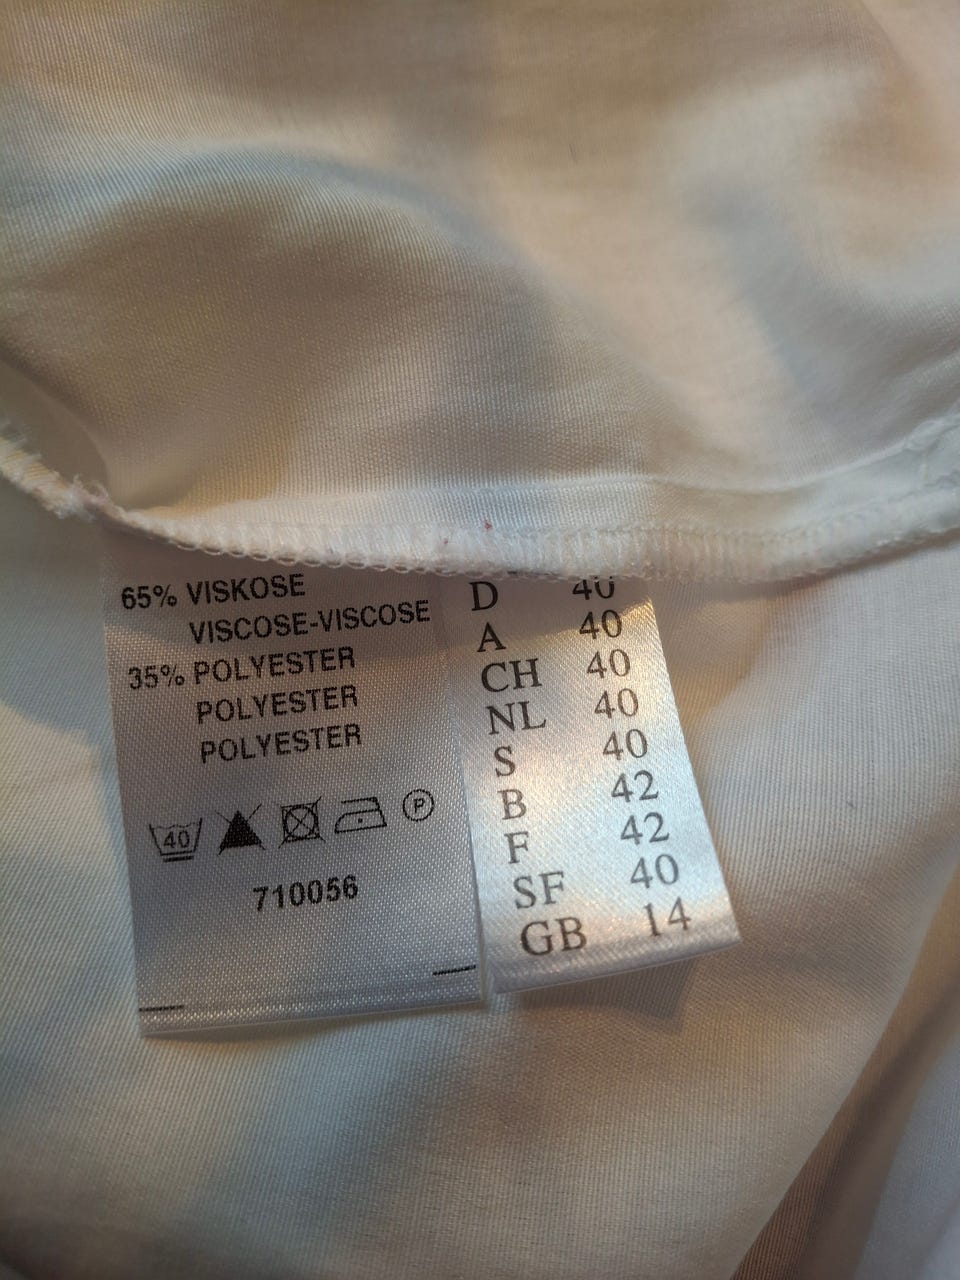 65% VISKOSE
VISCOSE-VISCOSE
35% POLYESTER
POLYESTER
POLYESTER
40 P
710056
D 40
A 40
CH 40
NL 40
S 40
B 42
F 42
SF 40
GB 14